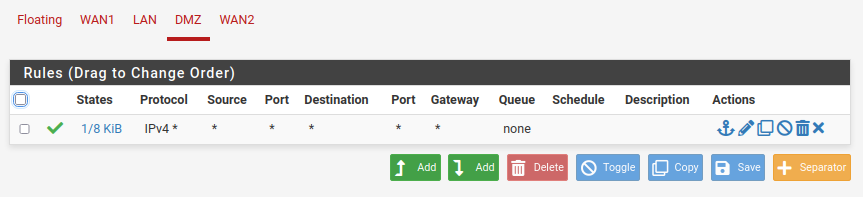 Floating WAN1 LAN DMZ WAN2
Rules (Drag to Change Order)
States Protocol Source Port Destination Port Gateway Queue Schedule Description Actions
1/8 KiB IPv4 * * * * * * none
Add Add Delete Toggle Copy Save Separator